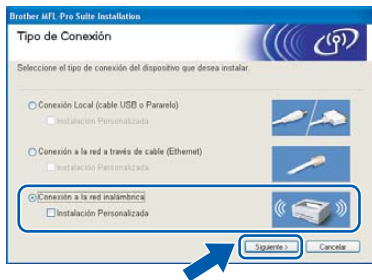 Brother MFL-Pro Suite Installation
Tipo de Conexión
Seleccione el tipo de conexión del dispositivo que desea instalar.
Conexión Local (cable USB o Pararelo)
Instalación Personalizada
Conexión a la red a través de cable (Ethernet)
Instalación Personalizada
Conexión a la red inalámbrica
Instalación Personalizada
Siguiente > Cancelar